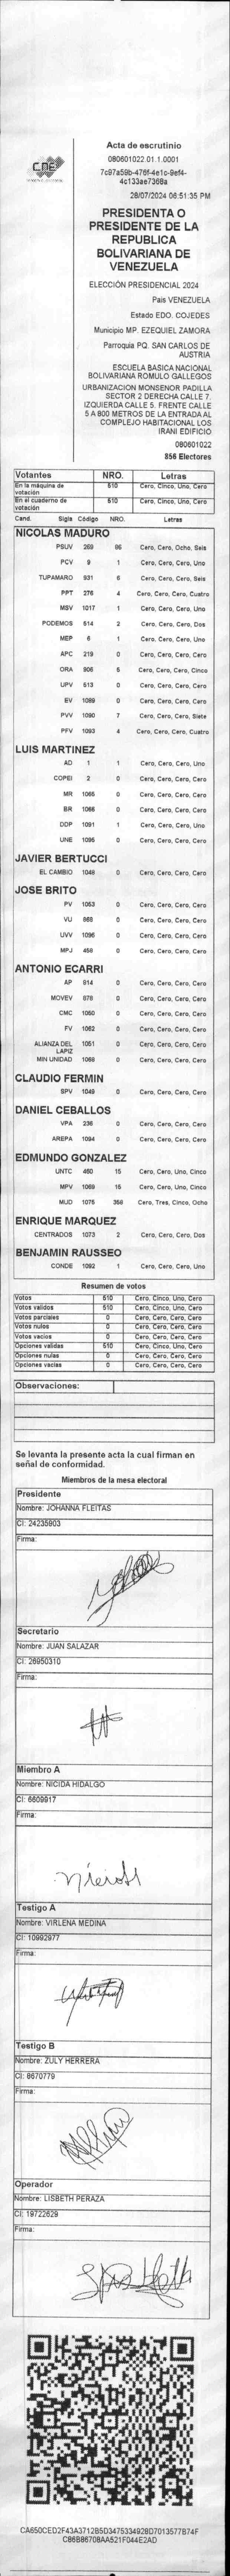 CNE
Acta de escrutinio
080601022.01.1.0001
7c97a59b-476f-4e1c-9ef4-
4c133ae7368a
28/07/2024 06:51:35 PM
PRESIDENTA O
PRESIDENTE DE LA
REPUBLICA
BOLIVARIANA DE
VENEZUELA
ELECCIÓN PRESIDENCIAL 2024
Pais VENEZUELA
Estado EDO. COJEDES
Municipio MP. EZEQUIEL ZAMORA
Parroquia PQ. SAN CARLOS DE
AUSTRIA
ESCUELA BASICA NACIONAL
BOLIVARIANA ROMULO GALLEGOS
URBANIZACION MONSENOR PADILLA
SECTOR 2 DERECHA CALLE 7.
IZQUIERDA CALLE 5. FRENTE CALLE
5 A 800 METROS DE LA ENTRADA AL
COMPLEJO HABITACIONAL LOS
IRANI EDIFICIO
080601022
856 Electores
Votantes NRO. Letras
En la máquina de votación 510 Cero, Cinco, Uno, Cero
En el cuaderno de votación 510 Cero, Cinco, Uno, Cero
Cand. Sigla Código NRO. Letras
NICOLAS MADURO
PSUV 269 86 Cero, Cero, Ocho, Seis
PCV 9 1 Cero, Cero, Cero, Uno
TUPAMARO 931 6 Cero, Cero, Cero, Seis
PPT 276 4 Cero, Cero, Cero, Cuatro
MSV 1017 1 Cero, Cero, Cero, Uno
PODEMOS 514 2 Cero, Cero, Cero, Dos
MEP 6 1 Cero, Cero, Cero, Uno
APC 219 0 Cero, Cero, Cero, Cero
ORA 906 5 Cero, Cero, Cero, Cinco
UPV 513 0 Cero, Cero, Cero, Cero
EV 1089 0 Cero, Cero, Cero, Cero
PVV 1090 7 Cero, Cero, Cero, Siete
PFV 1093 4 Cero, Cero, Cero, Cuatro
LUIS MARTINEZ
AD 1 1 Cero, Cero, Cero, Uno
COPEI 2 0 Cero, Cero, Cero, Cero
MR 1065 0 Cero, Cero, Cero, Cero
BR 1066 0 Cero, Cero, Cero, Cero
DDP 1091 1 Cero, Cero, Cero, Uno
UNE 1095 0 Cero, Cero, Cero, Cero
JAVIER BERTUCCI
EL CAMBIO 1048 0 Cero, Cero, Cero, Cero
JOSE BRITO
PV 1053 0 Cero, Cero, Cero, Cero
VU 868 0 Cero, Cero, Cero, Cero
UVV 1096 0 Cero, Cero, Cero, Cero
MPJ 458 0 Cero, Cero, Cero, Cero
ANTONIO ECARRI
AP 814 0 Cero, Cero, Cero, Cero
MOVEV 878 0 Cero, Cero, Cero, Cero
CMC 1050 0 Cero, Cero, Cero, Cero
FV 1062 0 Cero, Cero, Cero, Cero
ALIANZA DEL LAPIZ 1051 0 Cero, Cero, Cero, Cero
MIN UNIDAD 1068 0 Cero, Cero, Cero, Cero
CLAUDIO FERMIN
SPV 1049 0 Cero, Cero, Cero, Cero
DANIEL CEBALLOS
VPA 236 0 Cero, Cero, Cero, Cero
AREPA 1094 0 Cero, Cero, Cero, Cero
EDMUNDO GONZALEZ
UNTC 460 15 Cero, Cero, Uno, Cinco
MPV 1069 15 Cero, Cero, Uno, Cinco
MUD 1075 358 Cero, Tres, Cinco, Ocho
ENRIQUE MARQUEZ
CENTRADOS 1073 2 Cero, Cero, Cero, Dos
BENJAMIN RAUSSEO
CONDE 1092 1 Cero, Cero, Cero, Uno
Resumen de votos
Votos 510 Cero, Cinco, Uno, Cero
Votos validos 510 Cero, Cinco, Uno, Cero
Votos parciales 0 Cero, Cero, Cero, Cero
Votos nulos 0 Cero, Cero, Cero, Cero
Votos vacios 0 Cero, Cero, Cero, Cero
Opciones validas 510 Cero, Cinco, Uno, Cero
Opciones nulas 0 Cero, Cero, Cero, Cero
Opciones vacias 0 Cero, Cero, Cero, Cero
Observaciones:
Se levanta la presente acta la cual firman en
señal de conformidad.
Miembros de la mesa electoral
Presidente
Nombre: JOHANNA FLEITAS
CI: 24235903
Firma:
Secretario
Nombre: JUAN SALAZAR
CI: 26950310
Firma:
Miembro A
Nombre: NICIDA HIDALGO
CI: 6609917
Firma:
Testigo A
Nombre: VIRLENA MEDINA
CI: 10992977
Firma:
Testigo B
Nombre: ZULY HERRERA
CI: 8670779
Firma:
Operador
Nombre: LISBETH PERAZA
CI: 19722629
Firma:
CA650CED2F43A3712B5D3475334928D7013577B74F
C86B86708AA521F044E2AD